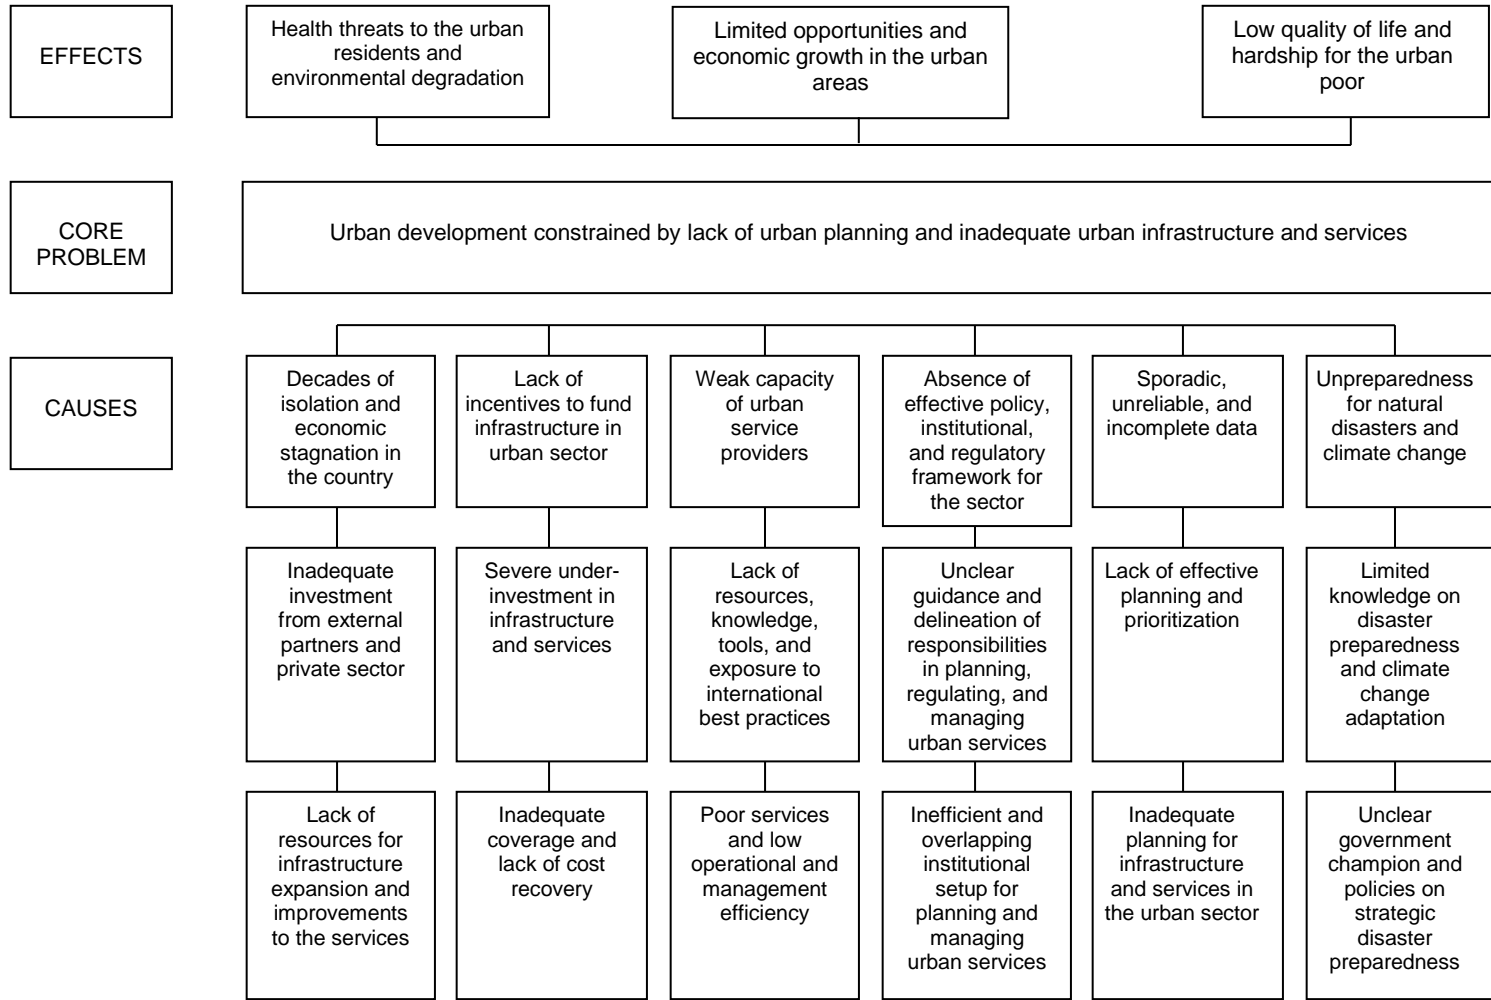 EFFECTS
Health threats to the urban
residents and
environmental degradation
Limited opportunities and
economic growth in the urban
areas
Low quality of life and
hardship for the urban
poor
CORE
PROBLEM
Urban development constrained by lack of urban planning and inadequate urban infrastructure and services
CAUSES
Decades of
isolation and
economic
stagnation in
the country
Lack of
incentives to fund
infrastructure in
urban sector
Weak capacity
of urban
service
providers
Absence of
effective policy,
institutional,
and regulatory
framework for
the sector
Sporadic,
unreliable, and
incomplete data
Unpreparedness
for natural
disasters and
climate change
Inadequate
investment
from external
partners and
private sector
Severe under-
investment in
infrastructure
and services
Lack of
resources,
knowledge,
tools, and
exposure to
international
best practices
Unclear
guidance and
delineation of
responsibilities
in planning,
regulating, and
managing
urban services
Lack of effective
planning and
prioritization
Limited
knowledge on
disaster
preparedness
and climate
change
adaptation
Lack of
resources for
infrastructure
expansion and
improvements
to the services
Inadequate
coverage and
lack of cost
recovery
Poor services
and low
operational and
management
efficiency
Inefficient and
overlapping
institutional
setup for
planning and
managing
urban services
Inadequate
planning for
infrastructure
and services in
the urban sector
Unclear
government
champion and
policies on
strategic
disaster
preparedness